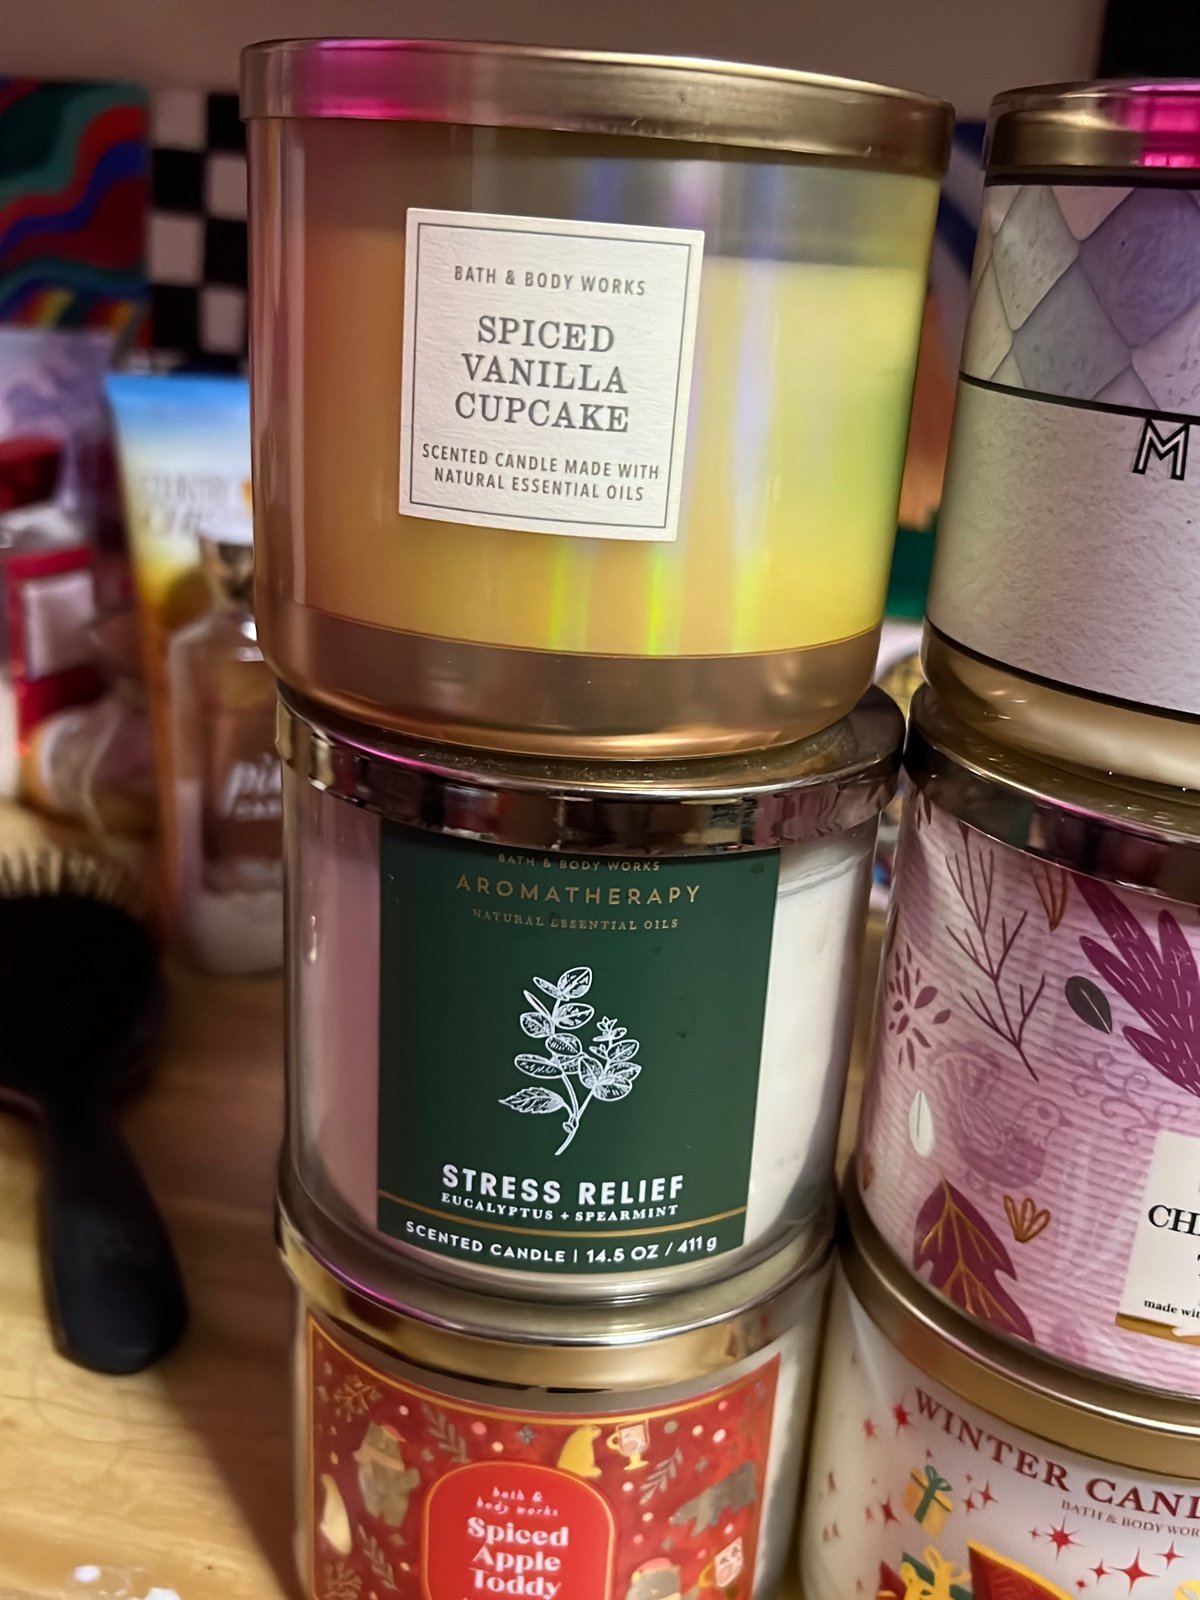 BATH & BODY WORKS
SPICED
VANILLA
CUPCAKE
SCENTED CANDLE MADE WITH
NATURAL ESSENTIAL OILS
BATH & BODY WORKS
AROMATHERAPY
NATURAL ESSENTIAL OILS
STRESS RELIEF
EUCALYPTUS + SPEARMINT
SCENTED CANDLE | 14.5 OZ / 411 g
bath &
body works
Spiced
Apple
Toddy
M
CH
made wit
WINTER CAN
BATH & BODY WOR